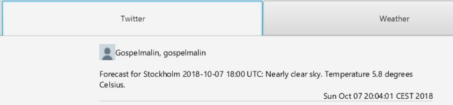 Twitter
Weather
Gospelmalin, gospelmalin
Forecast for Stockholm 2018-10-07 18:00 UTC: Nearly clear sky. Temperature 5.8 degrees
Celsius.
Sun Oct 07 20:04:01 CEST 2018